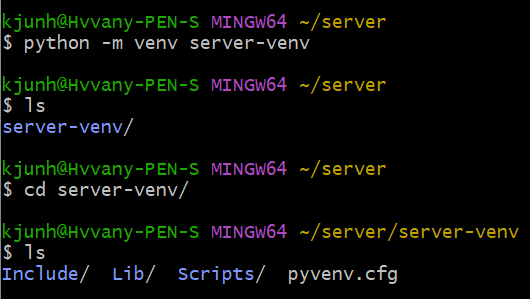 kjunh@Hvvany-PEN-S MINGW64 ~/server
$ python -m venv server-venv
kjunh@Hvvany-PEN-S MINGW64 ~/server
$ ls
server-venv/
kjunh@Hvvany-PEN-S MINGW64 ~/server
$ cd server-venv/
kjunh@Hvvany-PEN-S MINGW64 ~/server/server-venv
$ ls
Include/  Lib/  Scripts/  pyvenv.cfg